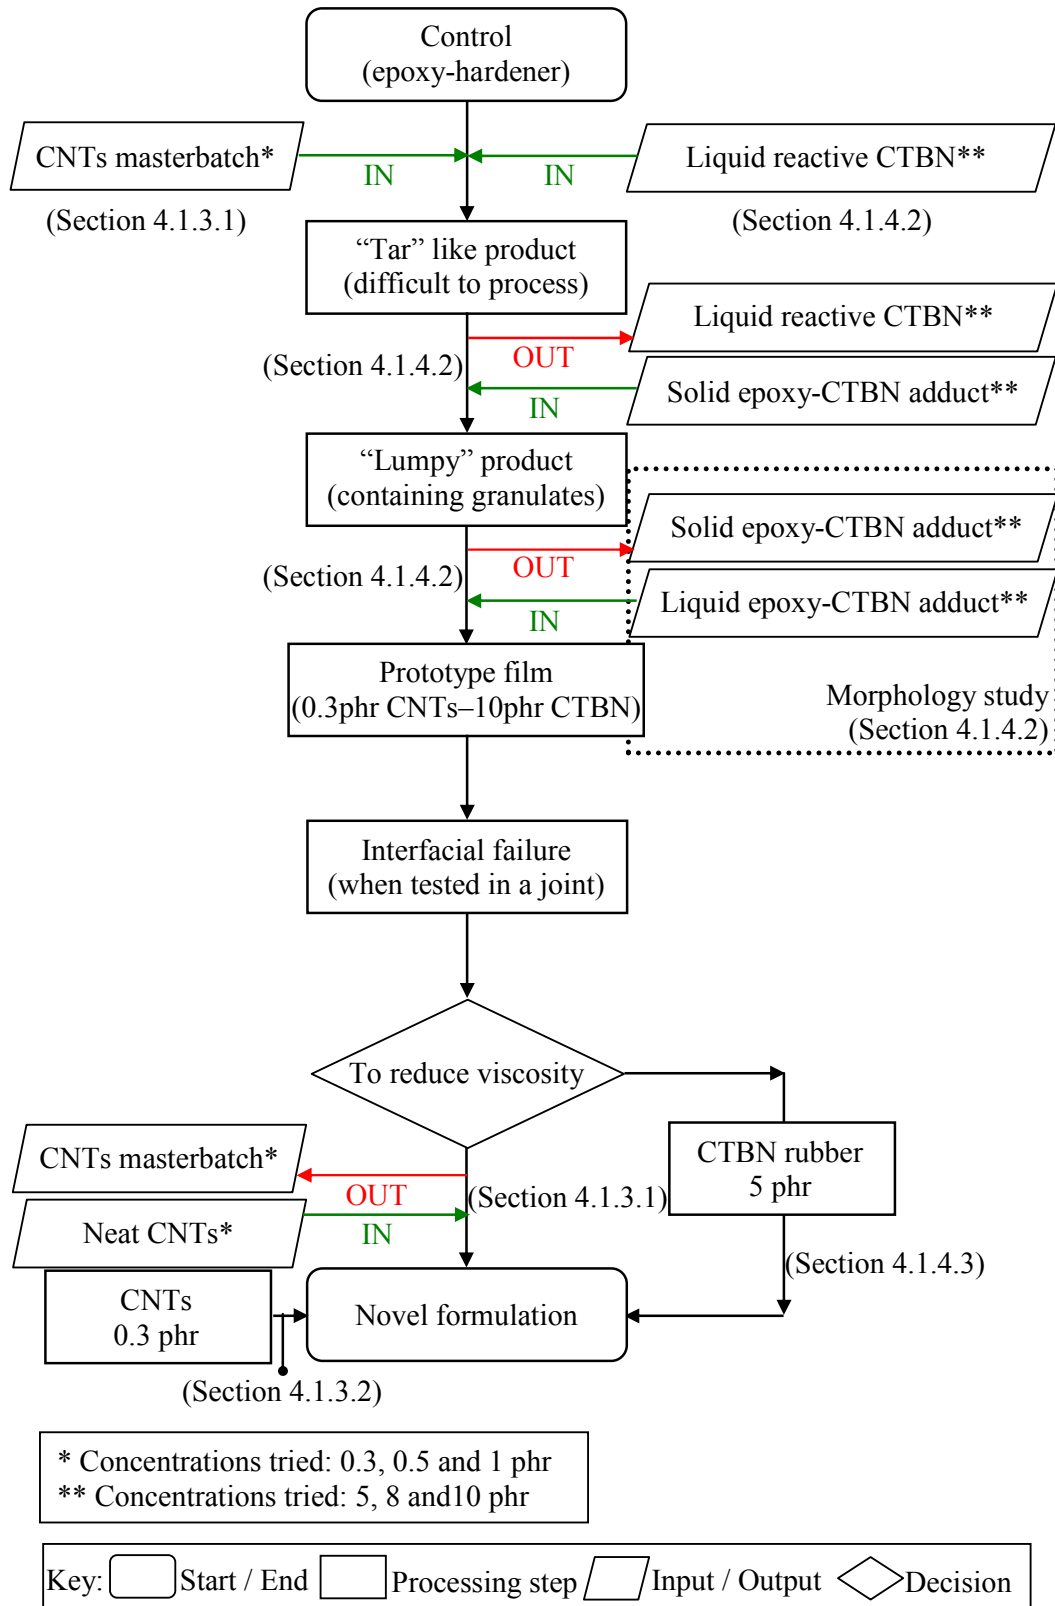 Control
(epoxy-hardener)
CNTs masterbatch*
IN
IN
Liquid reactive CTBN**
(Section 4.1.3.1)
(Section 4.1.4.2)
“Tar” like product
(difficult to process)
Liquid reactive CTBN**
OUT
(Section 4.1.4.2)
Solid epoxy-CTBN adduct**
IN
“Lumpy” product
(containing granulates)
Solid epoxy-CTBN adduct**
OUT
(Section 4.1.4.2)
Liquid epoxy-CTBN adduct**
IN
Prototype film
(0.3phr CNTs–10phr CTBN)
Morphology study
(Section 4.1.4.2)
Interfacial failure
(when tested in a joint)
To reduce viscosity
CNTs masterbatch*
OUT
(Section 4.1.3.1)
CTBN rubber
5 phr
Neat CNTs*
IN
(Section 4.1.4.3)
CNTs
0.3 phr
Novel formulation
(Section 4.1.3.2)
* Concentrations tried: 0.3, 0.5 and 1 phr
** Concentrations tried: 5, 8 and10 phr
Key: Start / End Processing step Input / Output Decision